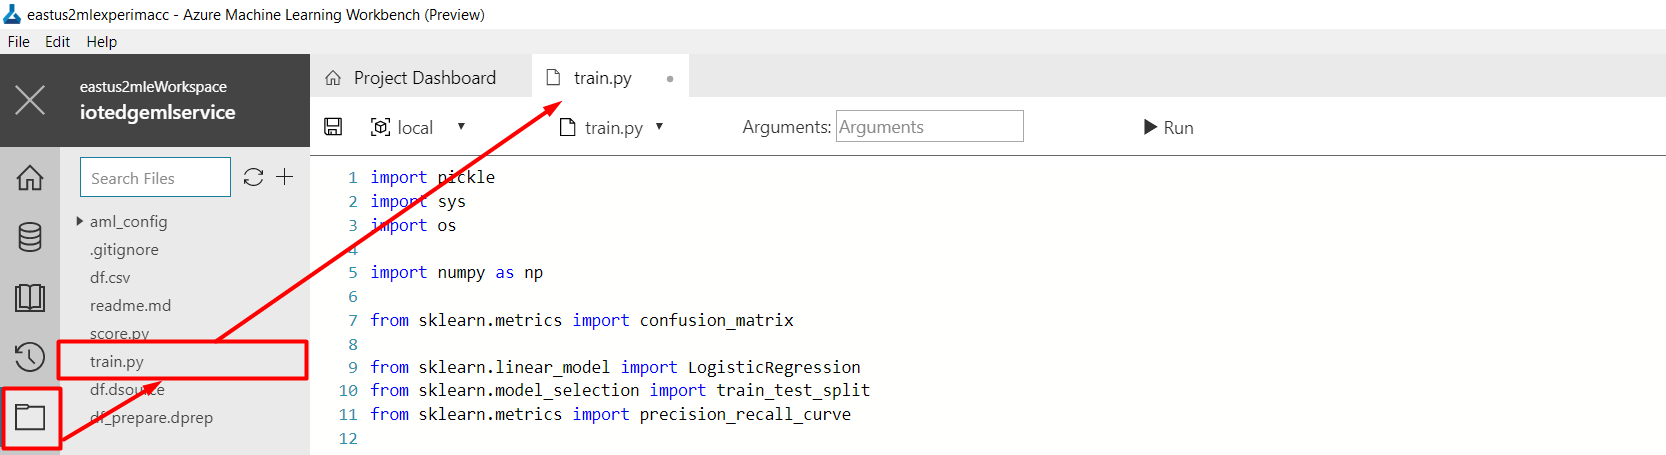 eastus2mlexperimacc - Azure Machine Learning Workbench (Preview)
File Edit Help
eastus2mleWorkspace
iotedgemlservice
Project Dashboard
train.py
local
train.py
Arguments: Arguments
Run
Search Files
aml_config
.gitignore
df.csv
readme.md
score.py
train.py
df.dsource
df_prepare.dprep
1 import pickle
2 import sys
3 import os
4
5 import numpy as np
6
7 from sklearn.metrics import confusion_matrix
8
9 from sklearn.linear_model import LogisticRegression
10 from sklearn.model_selection import train_test_split
11 from sklearn.metrics import precision_recall_curve
12